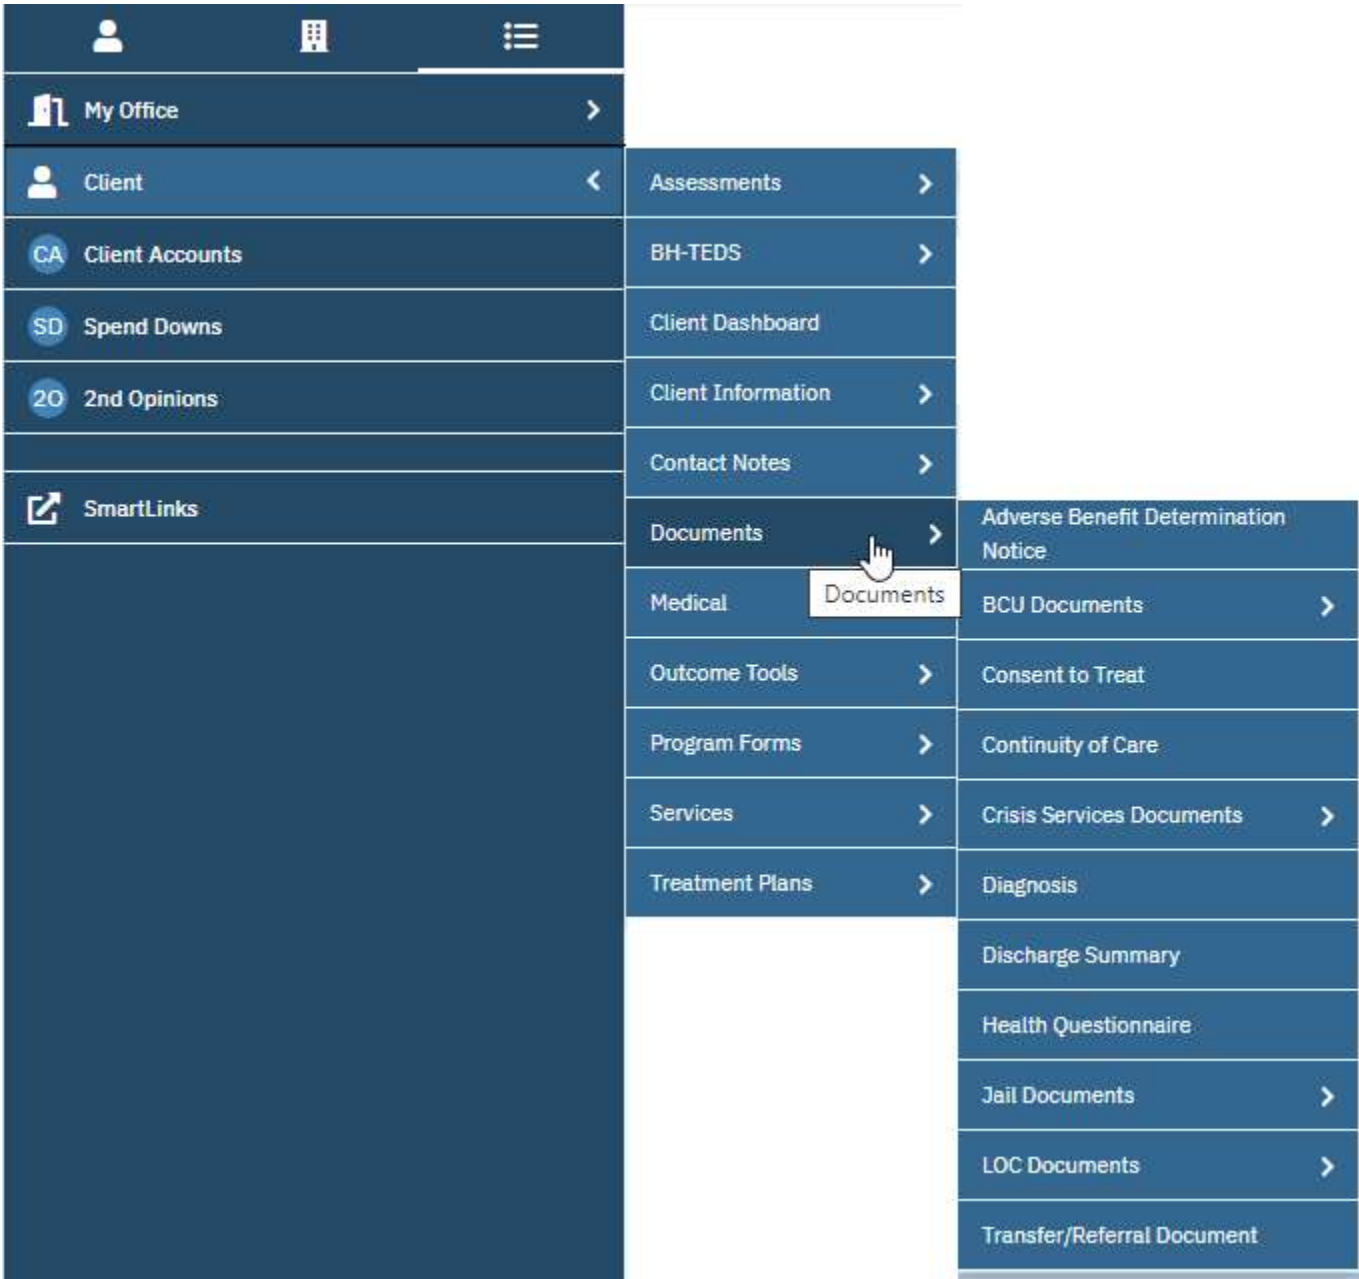 My Office
Client
CA Client Accounts
SD Spend Downs
2O 2nd Opinions
SmartLinks
Assessments
BH-TEDS
Client Dashboard
Client Information
Contact Notes
Documents
Documents
Medical
Outcome Tools
Program Forms
Services
Treatment Plans
Adverse Benefit Determination
Notice
BCU Documents
Consent to Treat
Continuity of Care
Crisis Services Documents
Diagnosis
Discharge Summary
Health Questionnaire
Jail Documents
LOC Documents
Transfer/Referral Document